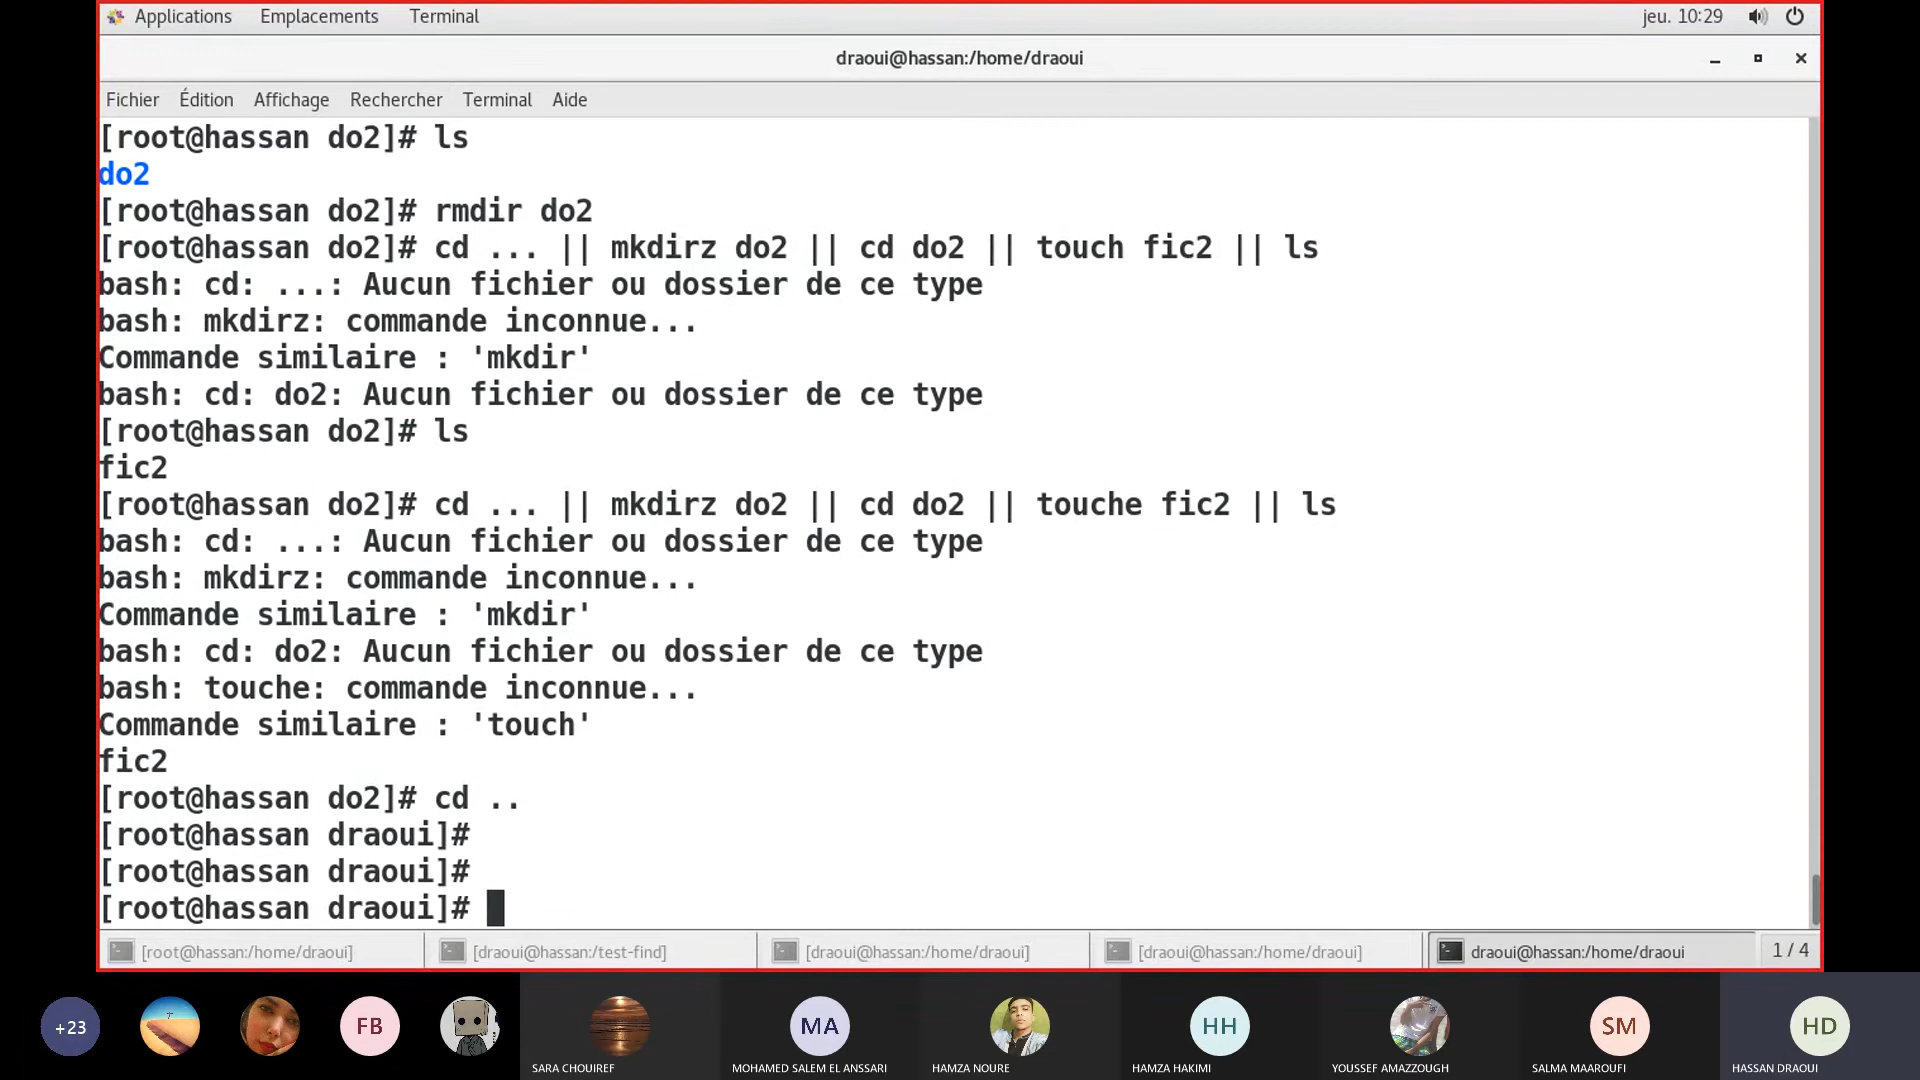 Applications Emplacements Terminal jeu. 10:29
draoui@hassan:/home/draoui
Fichier Édition Affichage Rechercher Terminal Aide
[root@hassan do2]# ls
do2
[root@hassan do2]# rmdir do2
[root@hassan do2]# cd ... || mkdirz do2 || cd do2 || touch fic2 || ls
bash: cd: ...: Aucun fichier ou dossier de ce type
bash: mkdirz: commande inconnue...
Commande similaire : 'mkdir'
bash: cd: do2: Aucun fichier ou dossier de ce type
[root@hassan do2]# ls
fic2
[root@hassan do2]# cd ... || mkdirz do2 || cd do2 || touche fic2 || ls
bash: cd: ...: Aucun fichier ou dossier de ce type
bash: mkdirz: commande inconnue...
Commande similaire : 'mkdir'
bash: cd: do2: Aucun fichier ou dossier de ce type
bash: touche: commande inconnue...
Commande similaire : 'touch'
fic2
[root@hassan do2]# cd ..
[root@hassan draoui]#
[root@hassan draoui]#
[root@hassan draoui]#
[root@hassan:/home/draoui] [draoui@hassan:/test-find] [draoui@hassan:/home/draoui] [draoui@hassan:/home/draoui] draoui@hassan:/home/draoui 1 / 4
+23 FB MA HH SM HD
SARA CHOUIREF MOHAMED SALEM EL ANSSARI HAMZA NOURE HAMZA HAKIMI YOUSSEF AMAZZOUGH SALMA MAAROUFI HASSAN DRAOUI